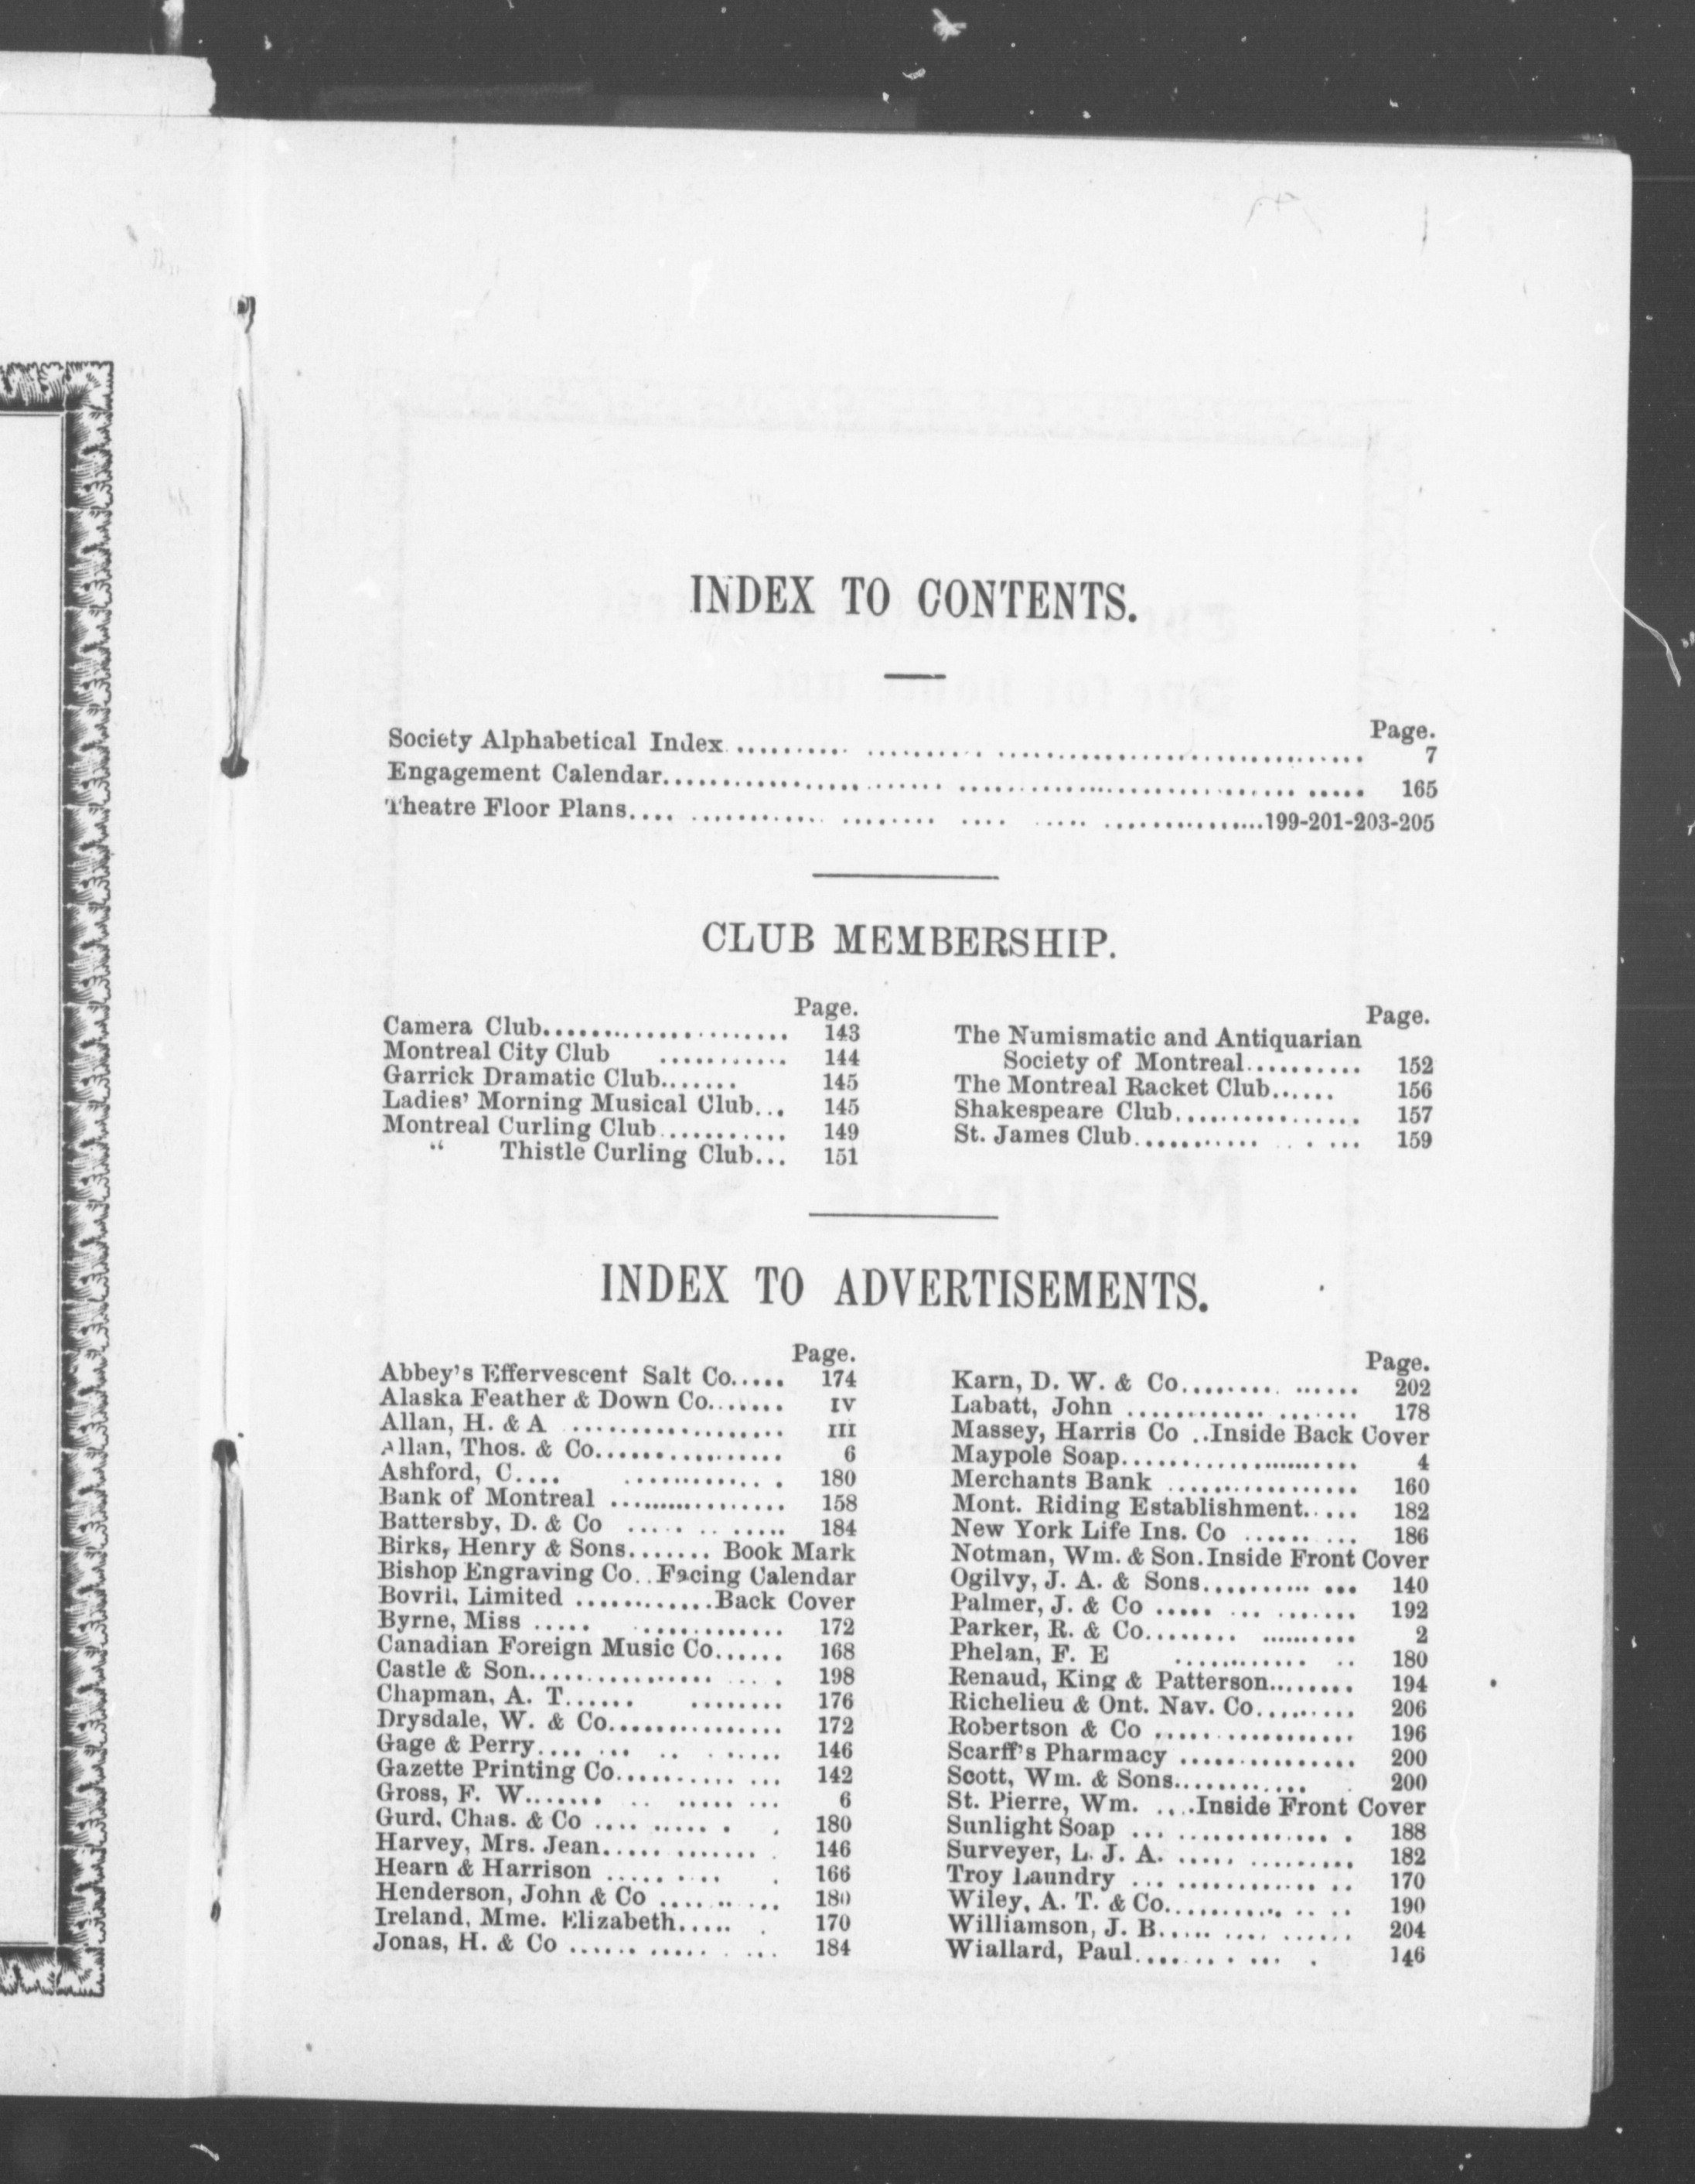 INDEX TO CONTENTS.
Page.
Society Alphabetical Index .......... 7
Engagement Calendar.......... 165
Theatre Floor Plans.......... 199-201-203-205
CLUB MEMBERSHIP.
Page.
Camera Club.......... 143
Montreal City Club .......... 144
Garrick Dramatic Club....... 145
Ladies' Morning Musical Club... 145
Montreal Curling Club.......... 149
" Thistle Curling Club... 151
Page.
The Numismatic and Antiquarian
Society of Montreal.......... 152
The Montreal Racket Club...... 156
Shakespeare Club.......... 157
St. James Club.......... 159
INDEX TO ADVERTISEMENTS.
Page.
Abbey's Effervescent Salt Co..... 174
Alaska Feather & Down Co....... IV
Allan, H. & A .......... III
Allan, Thos. & Co.......... 6
Ashford, C.... .......... 180
Bank of Montreal .......... 158
Battersby, D. & Co .......... 184
Birks, Henry & Sons....... Book Mark
Bishop Engraving Co.. Facing Calendar
Bovril, Limited ............Back Cover
Byrne, Miss .......... 172
Canadian Foreign Music Co...... 168
Castle & Son.......... 198
Chapman, A. T...... ........ 176
Drysdale, W. & Co.......... 172
Gage & Perry.......... 146
Gazette Printing Co.......... 142
Gross, F. W.......... 6
Gurd, Chas. & Co .......... 180
Harvey, Mrs. Jean.......... 146
Hearn & Harrison .......... 166
Henderson, John & Co .......... 180
Ireland, Mme. Elizabeth..... 170
Jonas, H. & Co .......... 184
Page.
Karn, D. W. & Co.......... 202
Labatt, John .......... 178
Massey, Harris Co ..Inside Back Cover
Maypole Soap.......... 4
Merchants Bank .......... 160
Mont. Riding Establishment..... 182
New York Life Ins. Co .......... 186
Notman, Wm. & Son.Inside Front Cover
Ogilvy, J. A. & Sons.......... 140
Palmer, J. & Co .......... 192
Parker, R. & Co.......... 2
Phelan, F. E .......... 180
Renaud, King & Patterson........ 194
Richelieu & Ont. Nav. Co......... 206
Robertson & Co .......... 196
Scarff's Pharmacy .......... 200
Scott, Wm. & Sons.......... 200
St. Pierre, Wm. ....Inside Front Cover
Sunlight Soap .......... 188
Surveyer, L. J. A. .......... 182
Troy Laundry .......... 170
Wiley, A. T. & Co.......... 190
Williamson, J. B.......... 204
Wiallard, Paul.......... 146